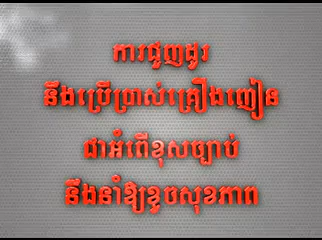 ការជួញដូរ
នឹងប្រើប្រាស់គ្រឿងញៀន
ជាអំពើខុសច្បាប់
នឹងនាំឱ្យខូចសុខភាព